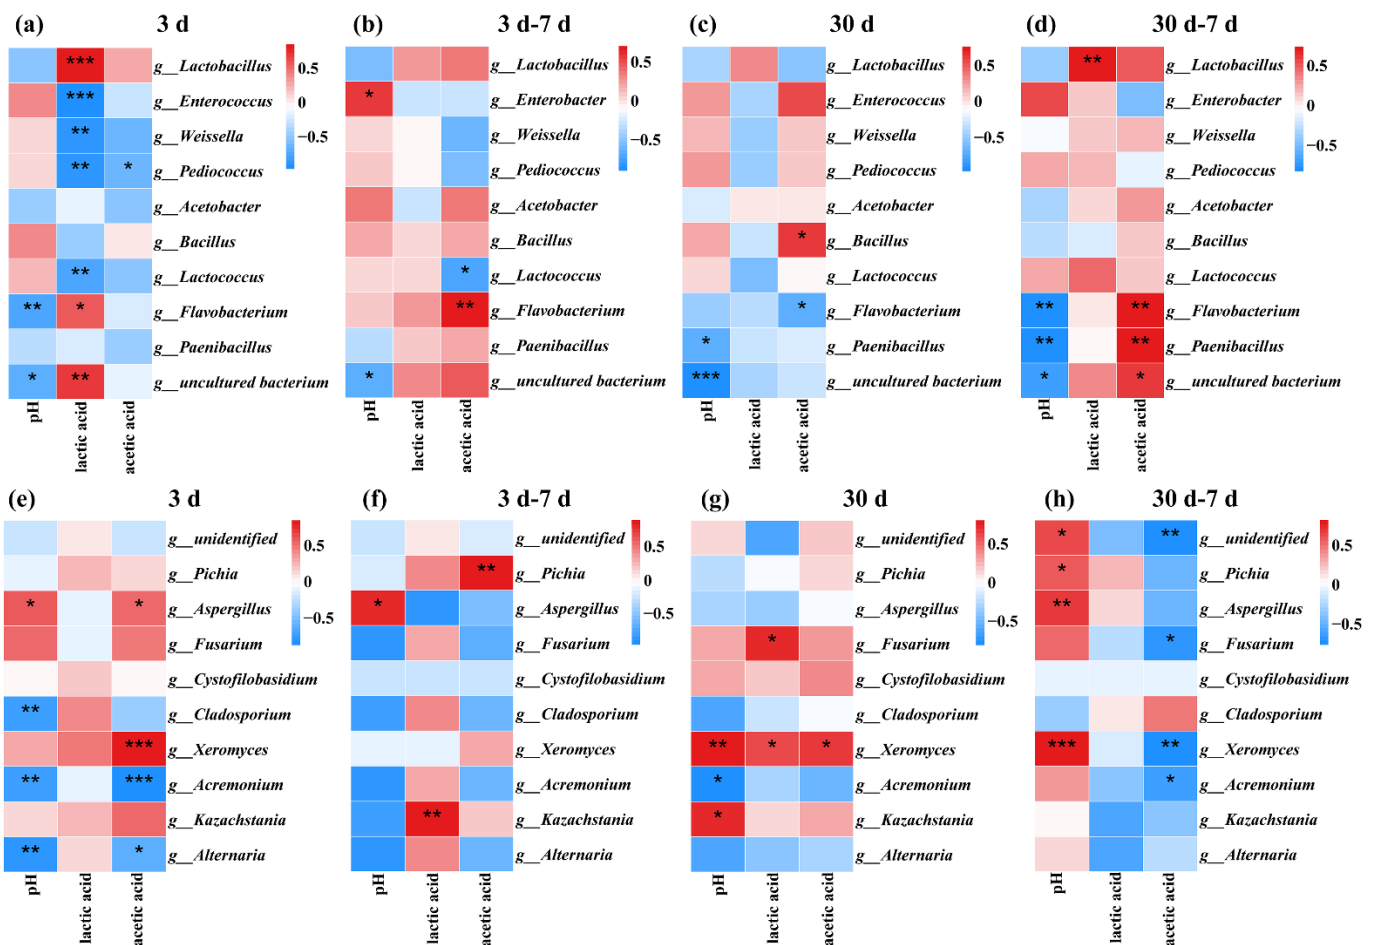 (a) 3 d
*** g__Lactobacillus
*** g__Enterococcus
** g__Weissella
** * g__Pediococcus
g__Acetobacter
g__Bacillus
** g__Lactococcus
** * g__Flavobacterium
g__Paenibacillus
* ** g__uncultured bacterium
0.5
0
−0.5
pH
lactic acid
acetic acid
(b) 3 d-7 d
g__Lactobacillus
* g__Enterobacter
g__Weissella
g__Pediococcus
g__Acetobacter
g__Bacillus
* g__Lactococcus
** g__Flavobacterium
g__Paenibacillus
* g__uncultured bacterium
0.5
0
−0.5
pH
lactic acid
acetic acid
(c) 30 d
g__Lactobacillus
g__Enterococcus
g__Weissella
g__Pediococcus
g__Acetobacter
* g__Bacillus
g__Lactococcus
* g__Flavobacterium
* g__Paenibacillus
*** g__uncultured bacterium
0.5
0
−0.5
pH
lactic acid
acetic acid
(d) 30 d-7 d
** g__Lactobacillus
g__Enterobacter
g__Weissella
g__Pediococcus
g__Acetobacter
g__Bacillus
g__Lactococcus
** ** g__Flavobacterium
** ** g__Paenibacillus
* * g__uncultured bacterium
0.5
0
−0.5
pH
lactic acid
acetic acid
(e) 3 d
g__unidentified
g__Pichia
* * g__Aspergillus
g__Fusarium
g__Cystofilobasidium
** g__Cladosporium
*** g__Xeromyces
** *** g__Acremonium
g__Kazachstania
** * g__Alternaria
0.5
0
−0.5
pH
lactic acid
acetic acid
(f) 3 d-7 d
g__unidentified
** g__Pichia
* g__Aspergillus
g__Fusarium
g__Cystofilobasidium
g__Cladosporium
g__Xeromyces
g__Acremonium
** g__Kazachstania
g__Alternaria
0.5
0
−0.5
pH
lactic acid
acetic acid
(g) 30 d
g__unidentified
g__Pichia
g__Aspergillus
* g__Fusarium
g__Cystofilobasidium
g__Cladosporium
** * * g__Xeromyces
* g__Acremonium
* g__Kazachstania
g__Alternaria
0.5
0
−0.5
pH
lactic acid
acetic acid
(h) 30 d-7 d
* ** g__unidentified
* g__Pichia
** g__Aspergillus
* g__Fusarium
g__Cystofilobasidium
g__Cladosporium
*** ** g__Xeromyces
* g__Acremonium
g__Kazachstania
g__Alternaria
0.5
0
−0.5
pH
lactic acid
acetic acid